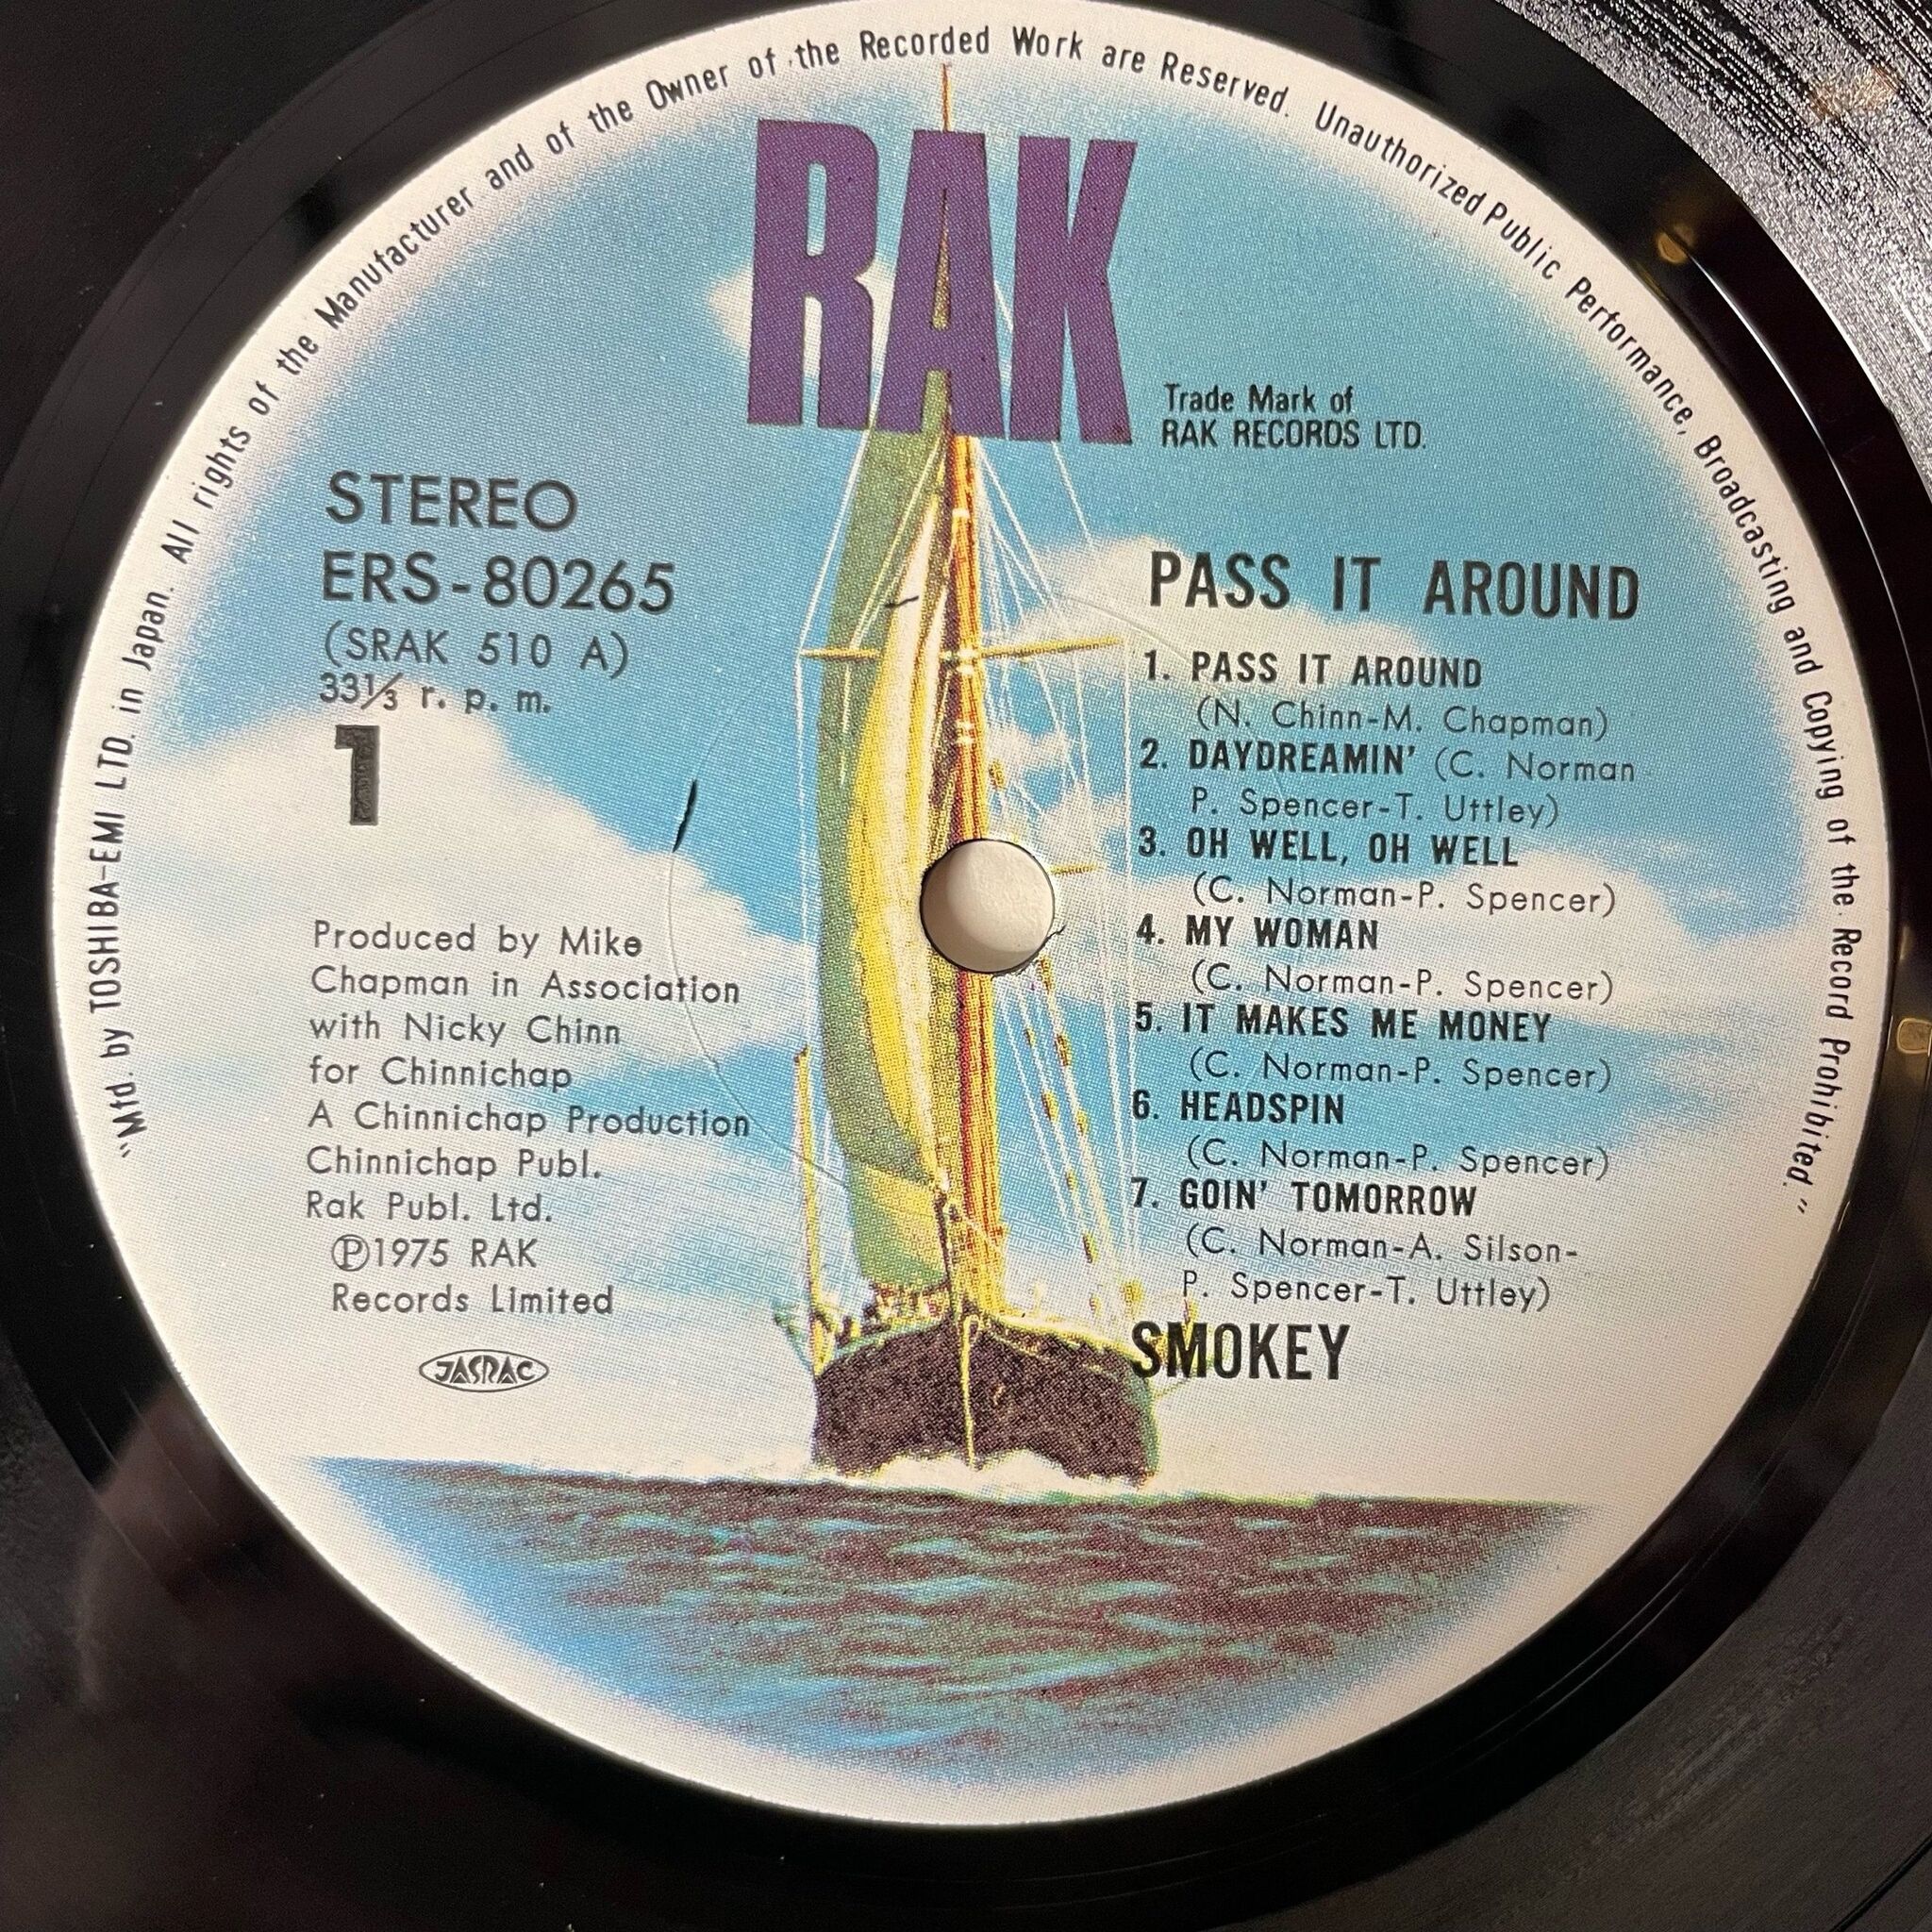 "Mfd. by TOSHIBA-EMI LTD. in Japan. All rights of the Manufacturer and of the Owner of the Recorded Work are Reserved. Unauthorized Public Performance, Broadcasting and Copying of the Record Prohibited."
RAK
Trade Mark of
RAK RECORDS LTD.
STEREO
ERS-80265
(SRAK 510 A)
33⅓ r. p. m.
1
Produced by Mike
Chapman in Association
with Nicky Chinn
for Chinnichap
A Chinnichap Production
Chinnichap Publ.
Rak Publ. Ltd.
Ⓟ1975 RAK
Records Limited
JASRAC
PASS IT AROUND
1. PASS IT AROUND
(N. Chinn-M. Chapman)
2. DAYDREAMIN' (C. Norman
P. Spencer-T. Uttley)
3. OH WELL, OH WELL
(C. Norman-P. Spencer)
4. MY WOMAN
(C. Norman-P. Spencer)
5. IT MAKES ME MONEY
(C. Norman-P. Spencer)
6. HEADSPIN
(C. Norman-P. Spencer)
7. GOIN' TOMORROW
(C. Norman-A. Silson-
P. Spencer-T. Uttley)
SMOKEY